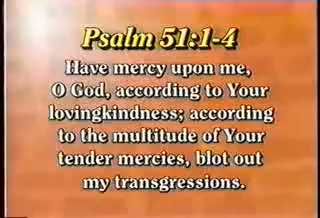 Psalm 51:1-4
Have mercy upon me,
O God, according to Your
lovingkindness; according
to the multitude of Your
tender mercies, blot out
my transgressions.